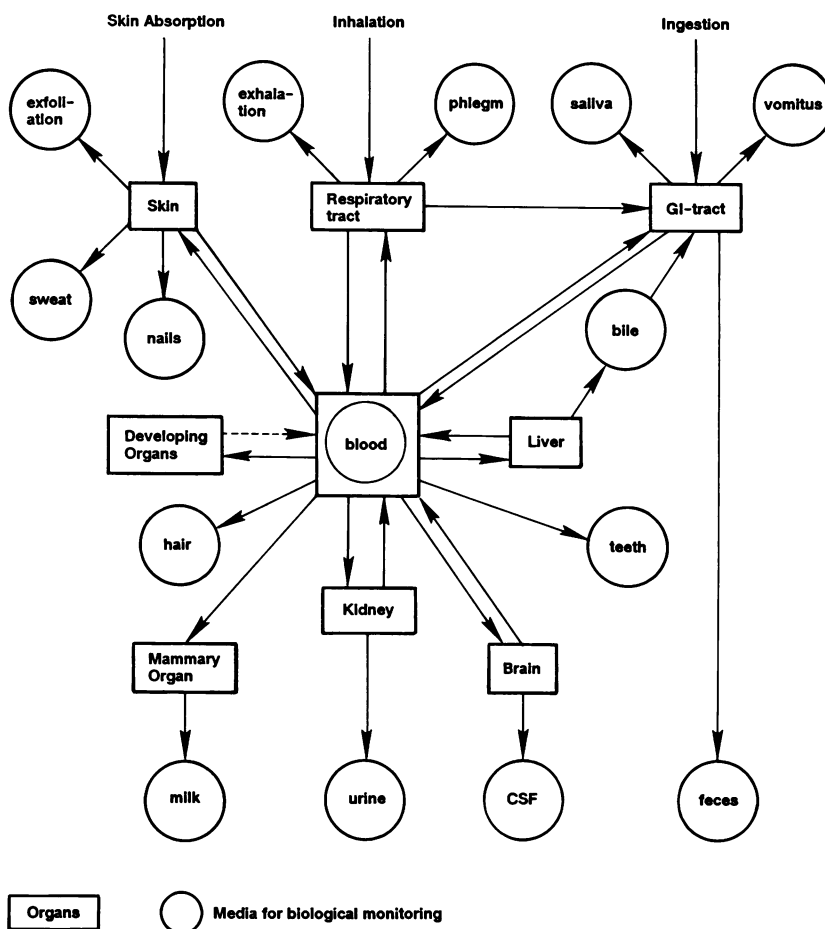 Skin Absorption
Inhalation
Ingestion
exfoli-
ation
exhala-
tion
phlegm
saliva
vomitus
Skin
Respiratory
tract
GI-tract
sweat
nails
bile
Developing
Organs
blood
Liver
hair
teeth
Kidney
Mammary
Organ
Brain
milk
urine
CSF
feces
Organs
Media for biological monitoring